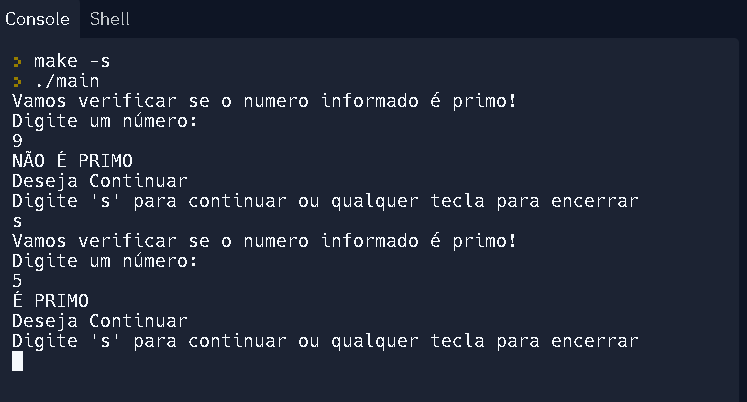 Console Shell
> make -s
> ./main
Vamos verificar se o numero informado é primo!
Digite um número:
9
NÃO É PRIMO
Deseja Continuar
Digite 's' para continuar ou qualquer tecla para encerrar
s
Vamos verificar se o numero informado é primo!
Digite um número:
5
É PRIMO
Deseja Continuar
Digite 's' para continuar ou qualquer tecla para encerrar